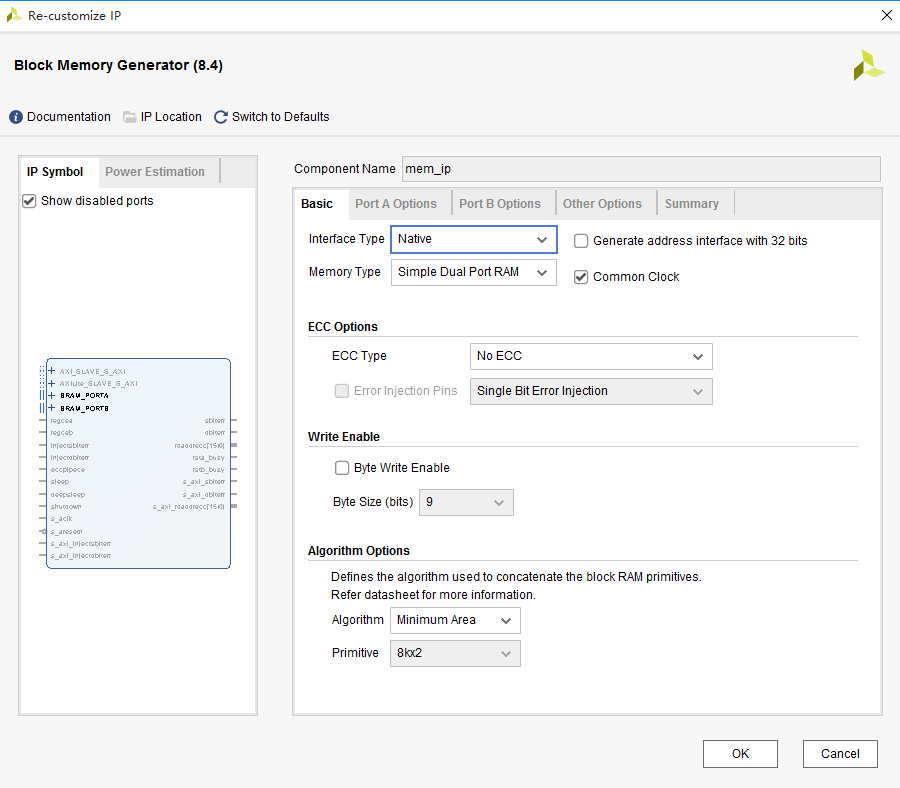 Re-customize IP
Block Memory Generator (8.4)
Documentation IP Location Switch to Defaults
IP Symbol Power Estimation
Show disabled ports
AXI_SLAVE_S_AXI
AXILite_SLAVE_S_AXI
BRAM_PORTA
BRAM_PORTB
regcea
regceb
injectsbiterr
injectdbiterr
eccpipece
sleep
deepsleep
shutdown
s_aclk
s_aresetn
s_axi_injectsbiterr
s_axi_injectdbiterr
sbiterr
dbiterr
rdaddrecc[15:0]
rsta_busy
rstb_busy
s_axi_sbiterr
s_axi_dbiterr
s_axi_rdaddrecc[15:0]
Component Name mem_ip
Basic Port A Options Port B Options Other Options Summary
Interface Type Native Generate address interface with 32 bits
Memory Type Simple Dual Port RAM Common Clock
ECC Options
ECC Type No ECC
Error Injection Pins Single Bit Error Injection
Write Enable
Byte Write Enable
Byte Size (bits) 9
Algorithm Options
Defines the algorithm used to concatenate the block RAM primitives.
Refer datasheet for more information.
Algorithm Minimum Area
Primitive 8kx2
OK Cancel